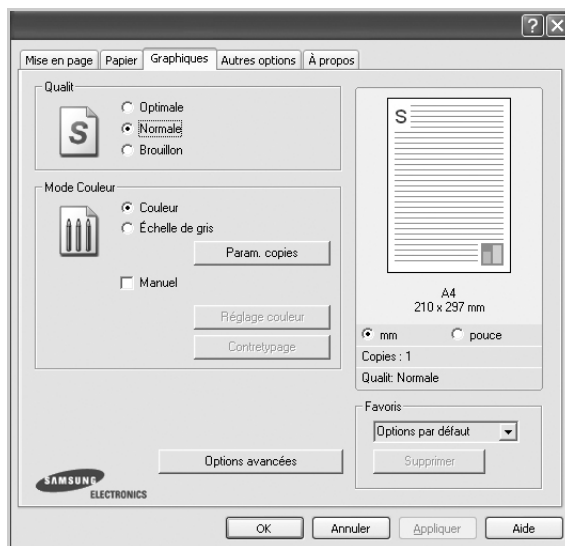 Mise en page Papier Graphiques Autres options À propos
Qualit
S
Optimale
Normale
Brouillon
Mode Couleur
Couleur
Échelle de gris
Param. copies
Manuel
Réglage couleur
Contretypage
S
A4
210 x 297 mm
mm pouce
Copies : 1
Qualit: Normale
Favoris
Options par défaut
Supprimer
Options avancées
SAMSUNG
ELECTRONICS
OK Annuler Appliquer Aide